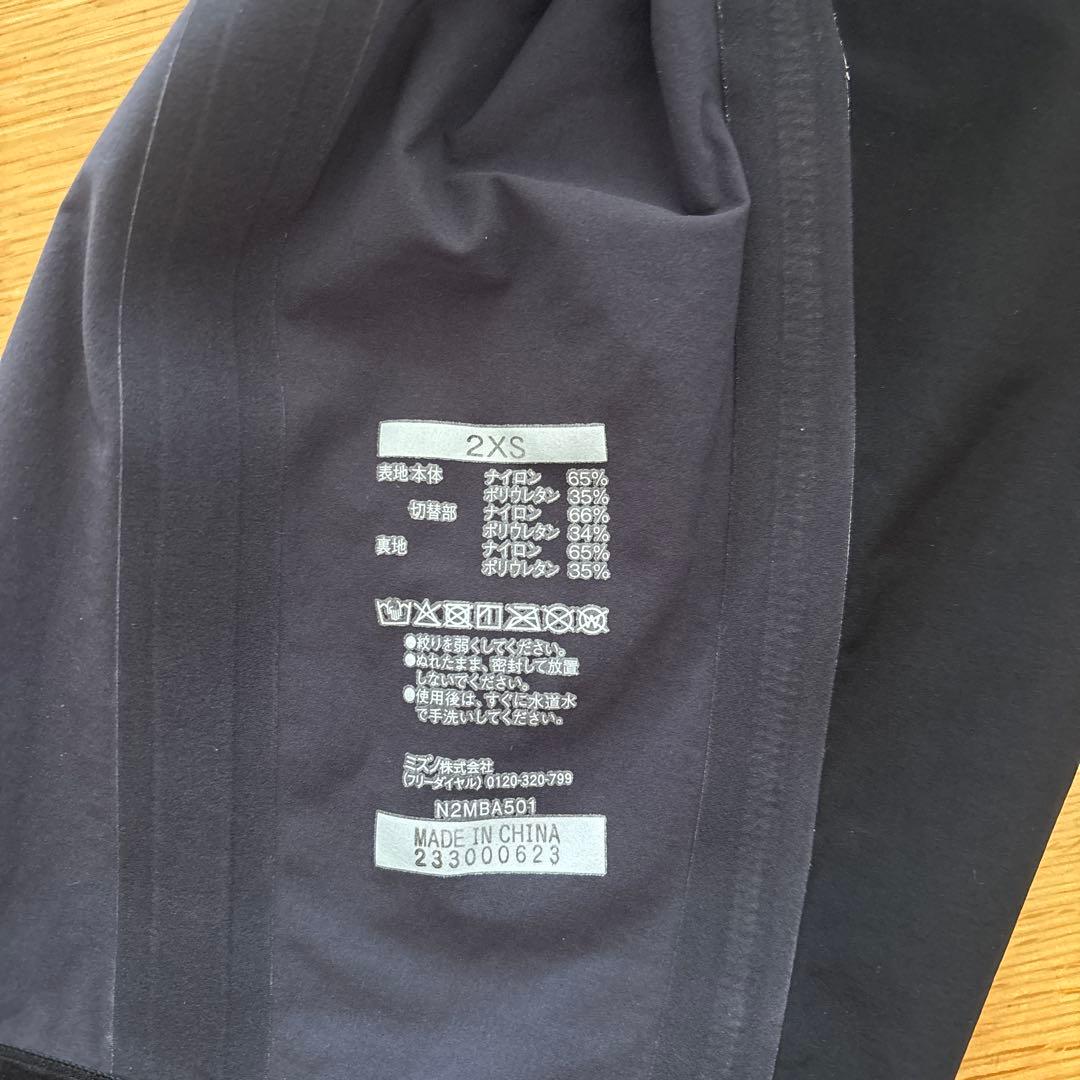 2XS
表地 本体 ナイロン 65%
ポリウレタン 35%
切替部 ナイロン 66%
ポリウレタン 34%
裏地 ナイロン 65%
ポリウレタン 35%
●絞りを弱くしてください。
●ぬれたまま、密封して放置
しないでください。
●使用後は、すぐに水道水
で手洗いしてください。
ミズノ株式会社
(フリーダイヤル) 0120-320-799
N2MBA501
MADE IN CHINA
233000623